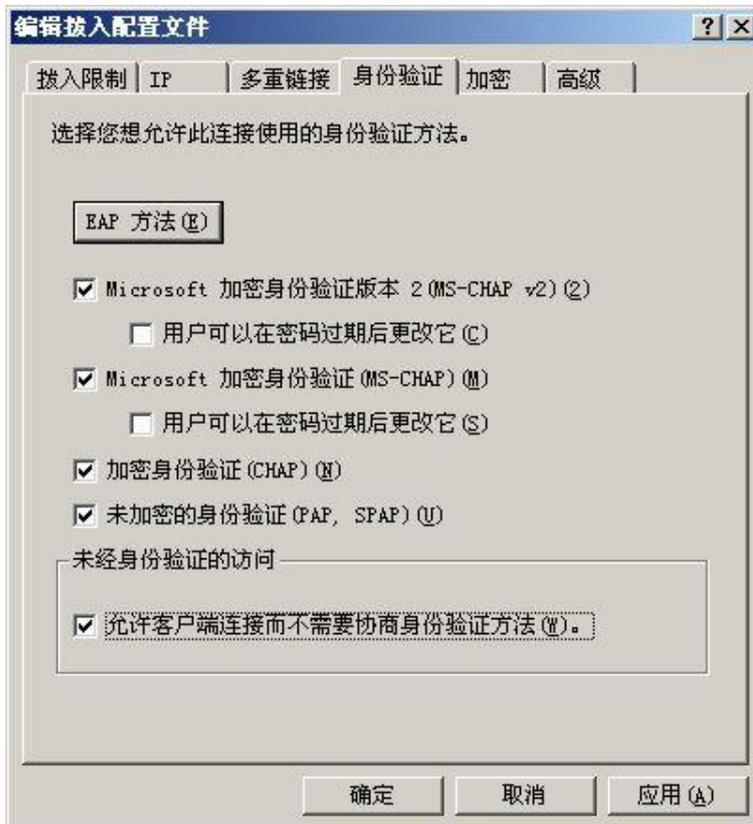 编辑拨入配置文件
拨入限制 IP 多重链接 身份验证 加密 高级
选择您想允许此连接使用的身份验证方法。
EAP 方法(E)
Microsoft 加密身份验证版本 2(MS-CHAP v2)(2)
用户可以在密码过期后更改它(C)
Microsoft 加密身份验证(MS-CHAP)(M)
用户可以在密码过期后更改它(S)
加密身份验证(CHAP)(N)
未加密的身份验证(PAP, SPAP)(U)
未经身份验证的访问
允许客户端连接而不需要协商身份验证方法(W)。
确定 取消 应用(A)